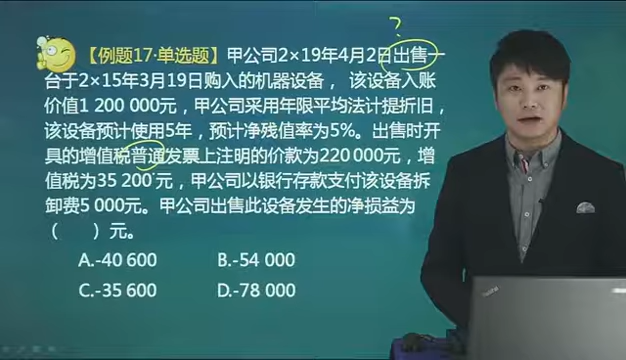 ?
【例题17·单选题】甲公司2×19年4月2日出售一
台于2×15年3月19日购入的机器设备， 该设备入账
价值1 200 000元，甲公司采用年限平均法计提折旧，
该设备预计使用5年，预计净残值率为5%。出售时开
具的增值税普通发票上注明的价款为220 000元，增
值税为35 200元，甲公司以银行存款支付该设备拆
卸费5 000元。甲公司出售此设备发生的净损益为
（ ）元。
A.-40 600 B.-54 000
C.-35 600 D.-78 000
ThinkPad